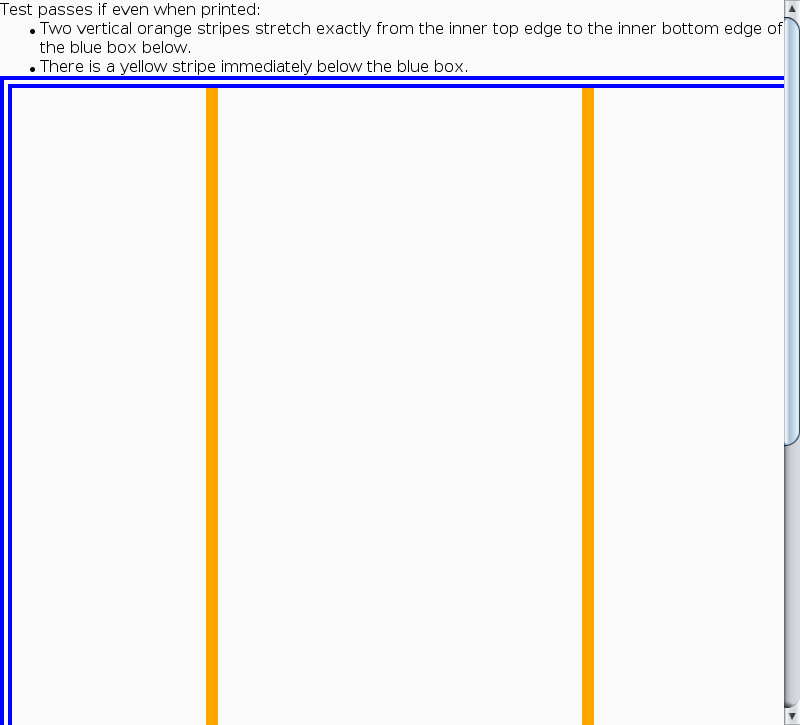 Test passes if even when printed:
• Two vertical orange stripes stretch exactly from the inner top edge to the inner bottom edge of
the blue box below.
• There is a yellow stripe immediately below the blue box.